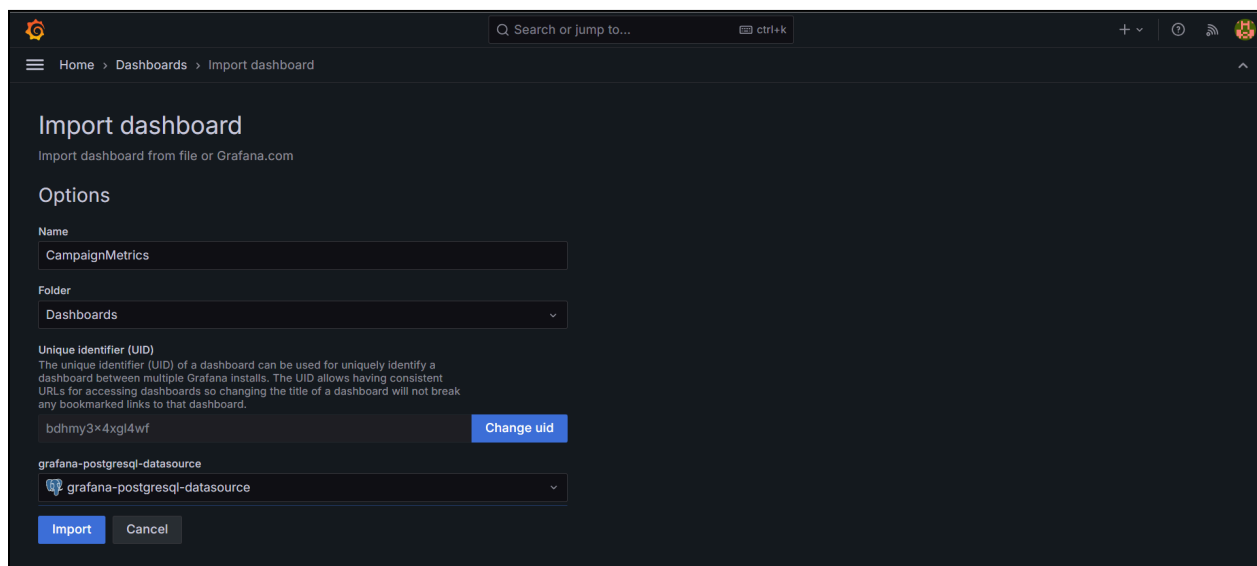 Search or jump to... ctrl+k
Home › Dashboards › Import dashboard
Import dashboard
Import dashboard from file or Grafana.com
Options
Name
CampaignMetrics
Folder
Dashboards
Unique identifier (UID)
The unique identifier (UID) of a dashboard can be used for uniquely identify a
dashboard between multiple Grafana installs. The UID allows having consistent
URLs for accessing dashboards so changing the title of a dashboard will not break
any bookmarked links to that dashboard.
bdhmy3×4xgl4wf Change uid
grafana-postgresql-datasource
grafana-postgresql-datasource
Import Cancel